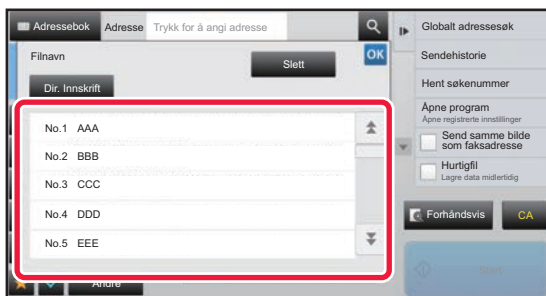 Adressebok Adresse Trykk for å angi adresse
Filnavn
Slett
OK
Dir. Innskrift
No.1 AAA
No.2 BBB
No.3 CCC
No.4 DDD
No.5 EEE
Andre
Globalt adressesøk
Sendehistorie
Hent søkenummer
Åpne program
Åpne registrerte innstillinger
Send samme bilde
som faksadresse
Hurtigfil
Lagre data midlertidig
Forhåndsvis
CA
Start